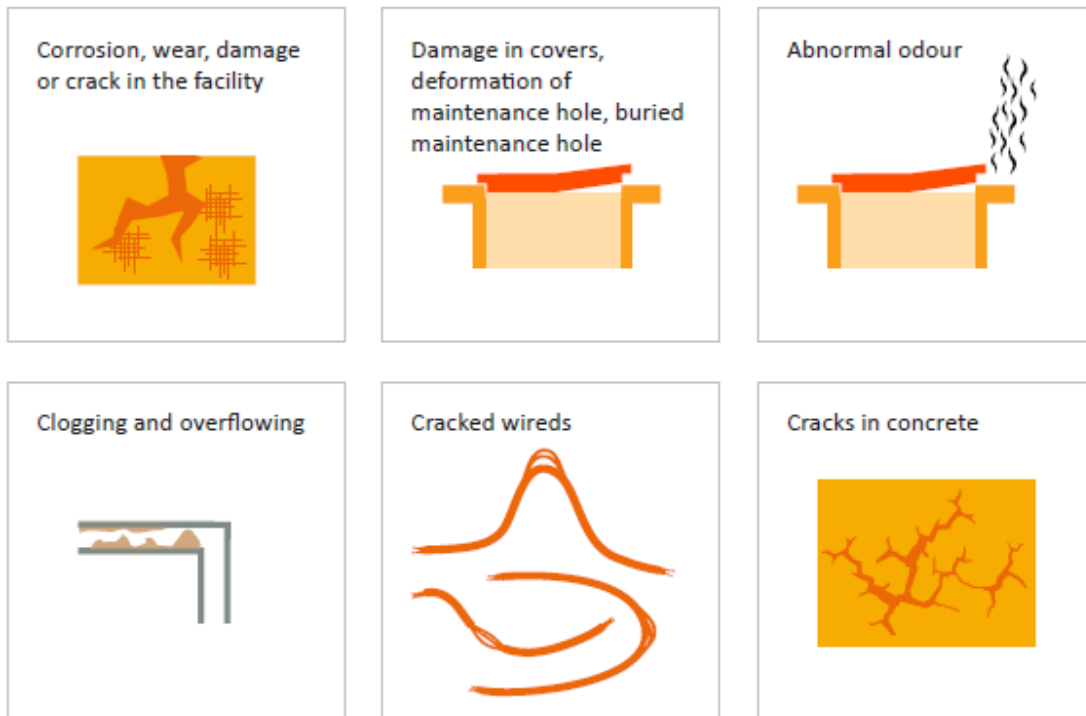 Corrosion, wear, damage
or crack in the facility
Damage in covers,
deformation of
maintenance hole, buried
maintenance hole
Abnormal odour
Clogging and overflowing
Cracked wireds
Cracks in concrete